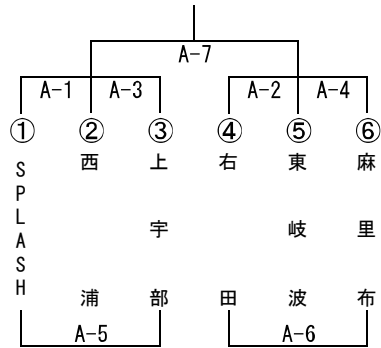 A-7
A-1 A-3 A-2 A-4
① ② ③ ④ ⑤ ⑥
SPLASH
西浦
上宇部
右田
東岐波
麻里布
A-5 A-6